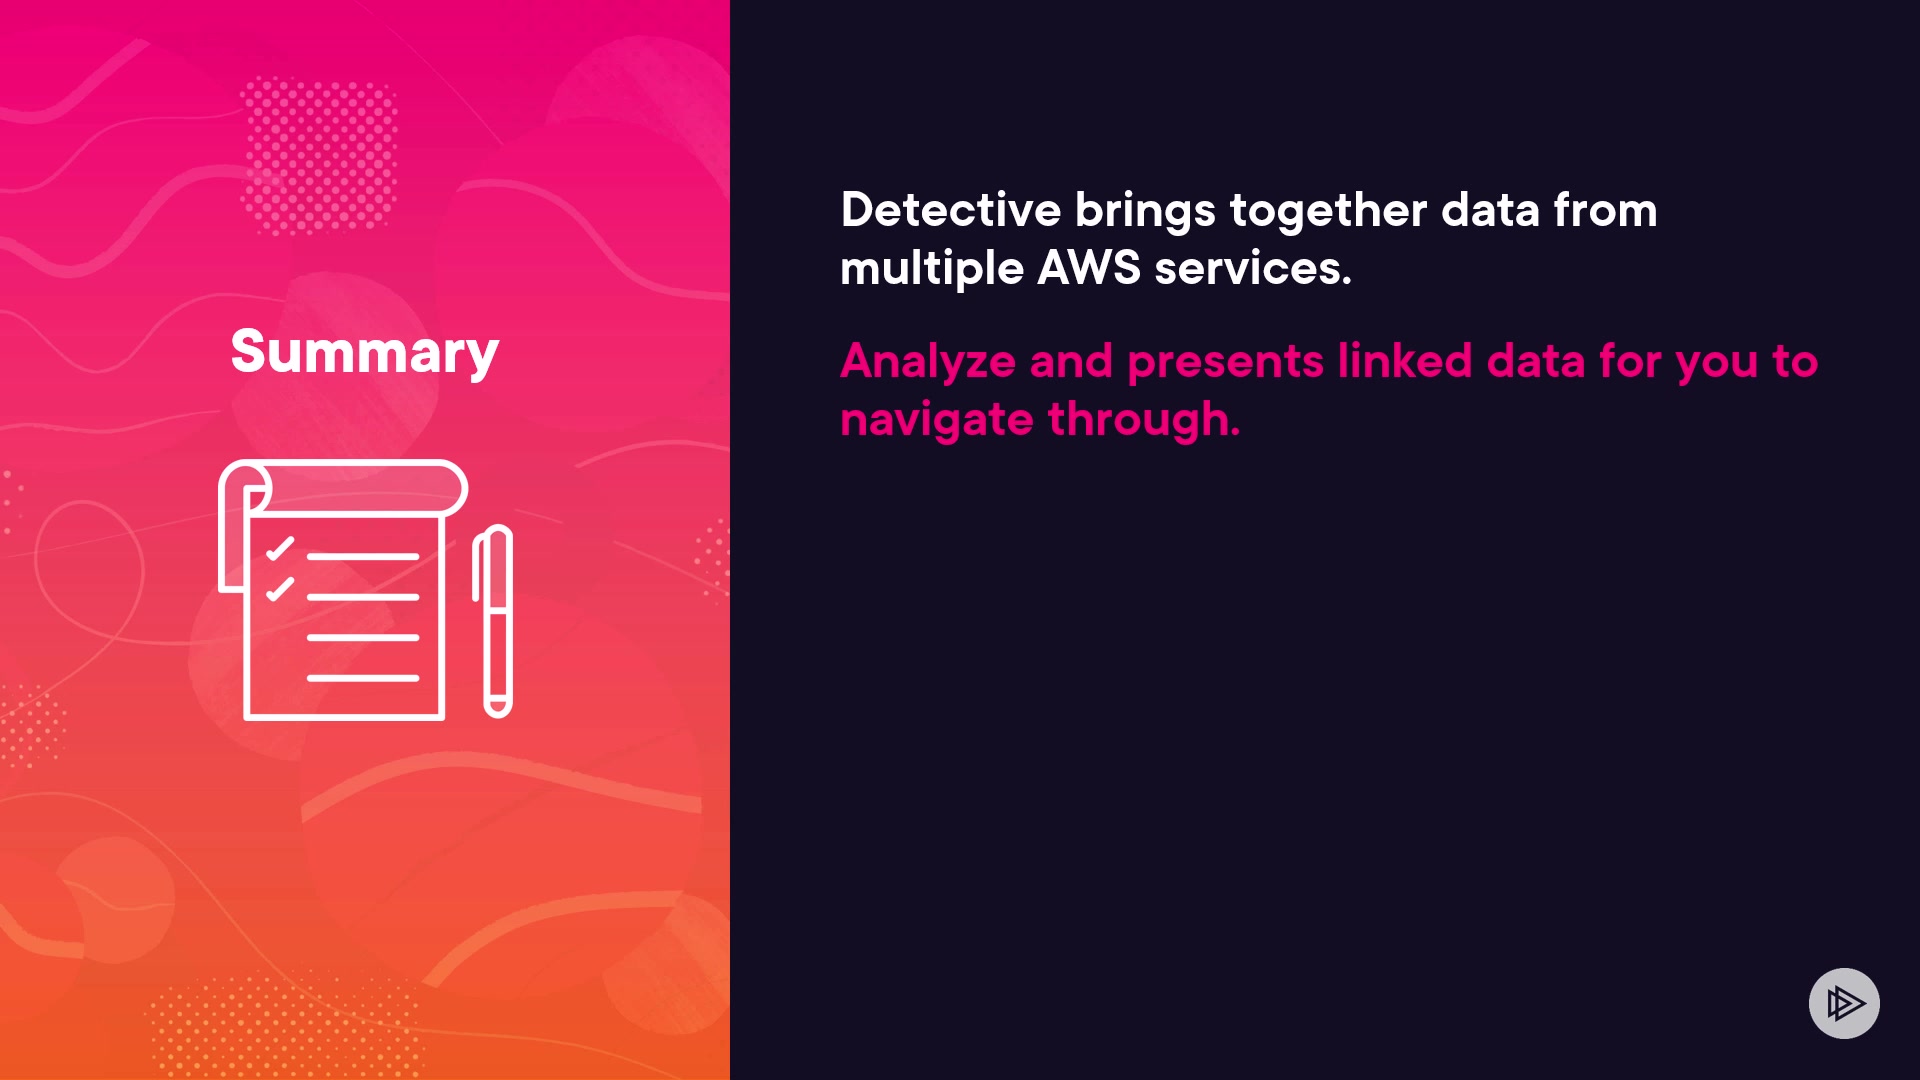 Summary
Detective brings together data from
multiple AWS services.
Analyze and presents linked data for you to
navigate through.